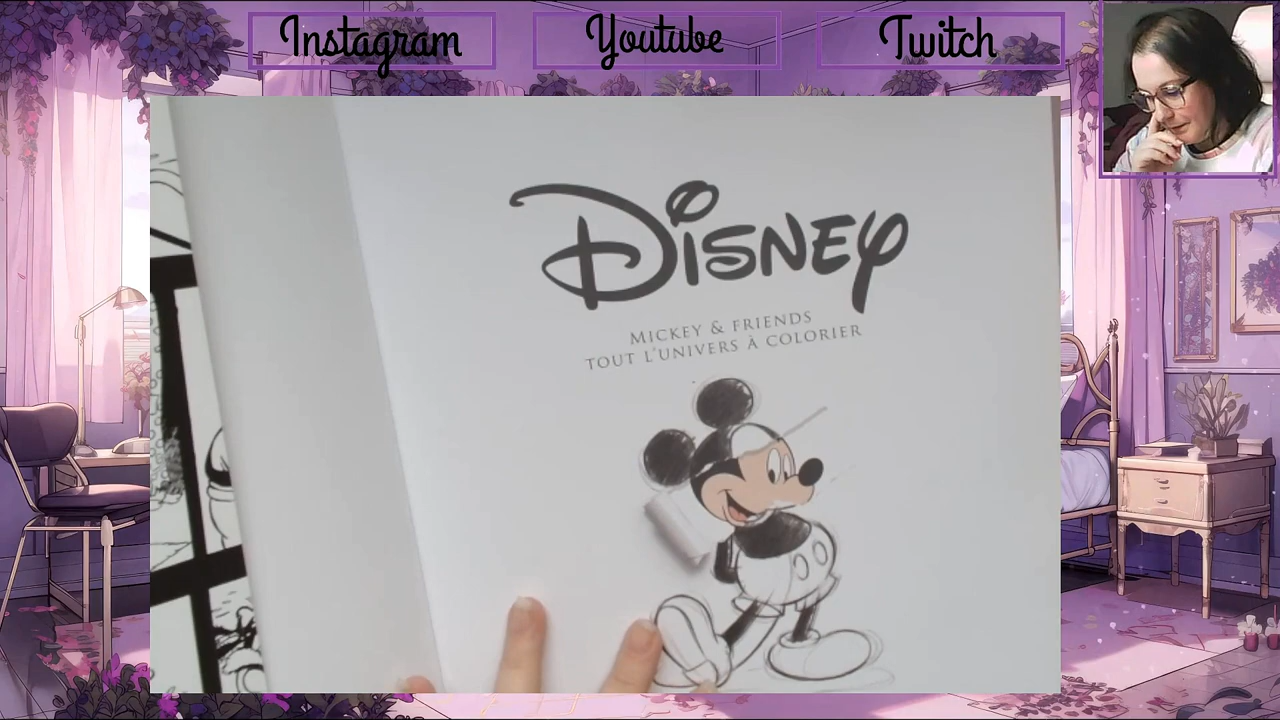 Instagram
Youtube
Twitch
Disney
MICKEY & FRIENDS
TOUT L'UNIVERS À COLORIER